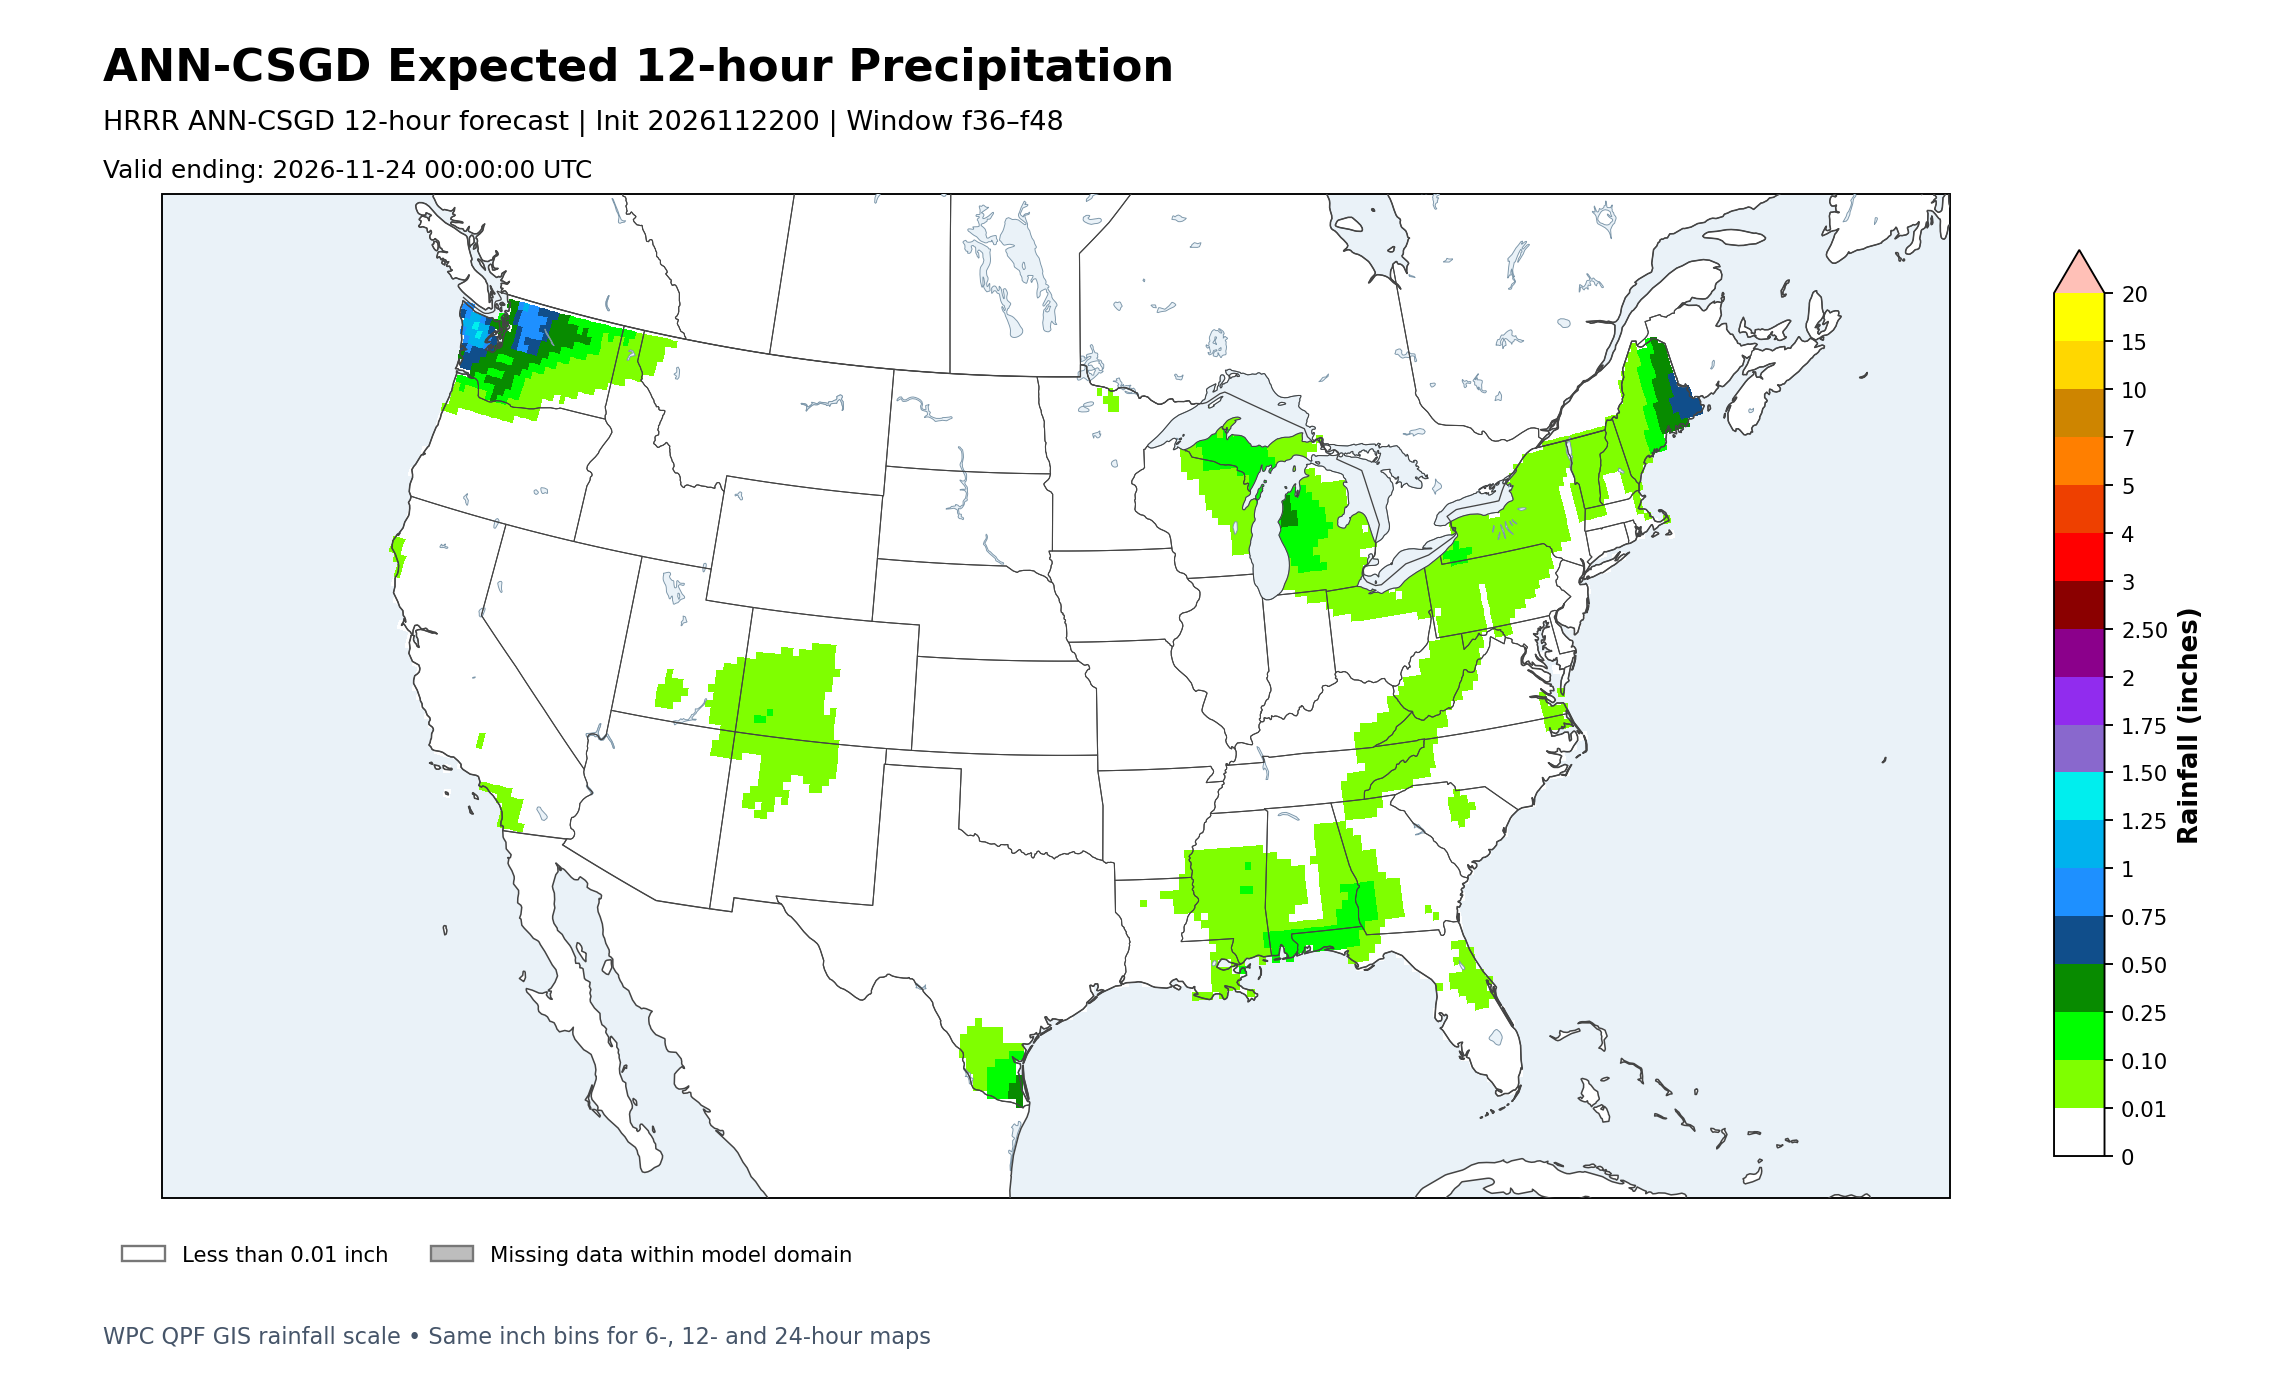 ANN-CSGD Expected 12-hour Precipitation
HRRR ANN-CSGD 12-hour forecast | Init 2026112200 | Window f36–f48
Valid ending: 2026-11-24 00:00:00 UTC
20
15
10
7
5
4
3
2.50
2
1.75
1.50
1.25
1
0.75
0.50
0.25
0.10
0.01
0
Rainfall (inches)
Less than 0.01 inch
Missing data within model domain
WPC QPF GIS rainfall scale • Same inch bins for 6-, 12- and 24-hour maps